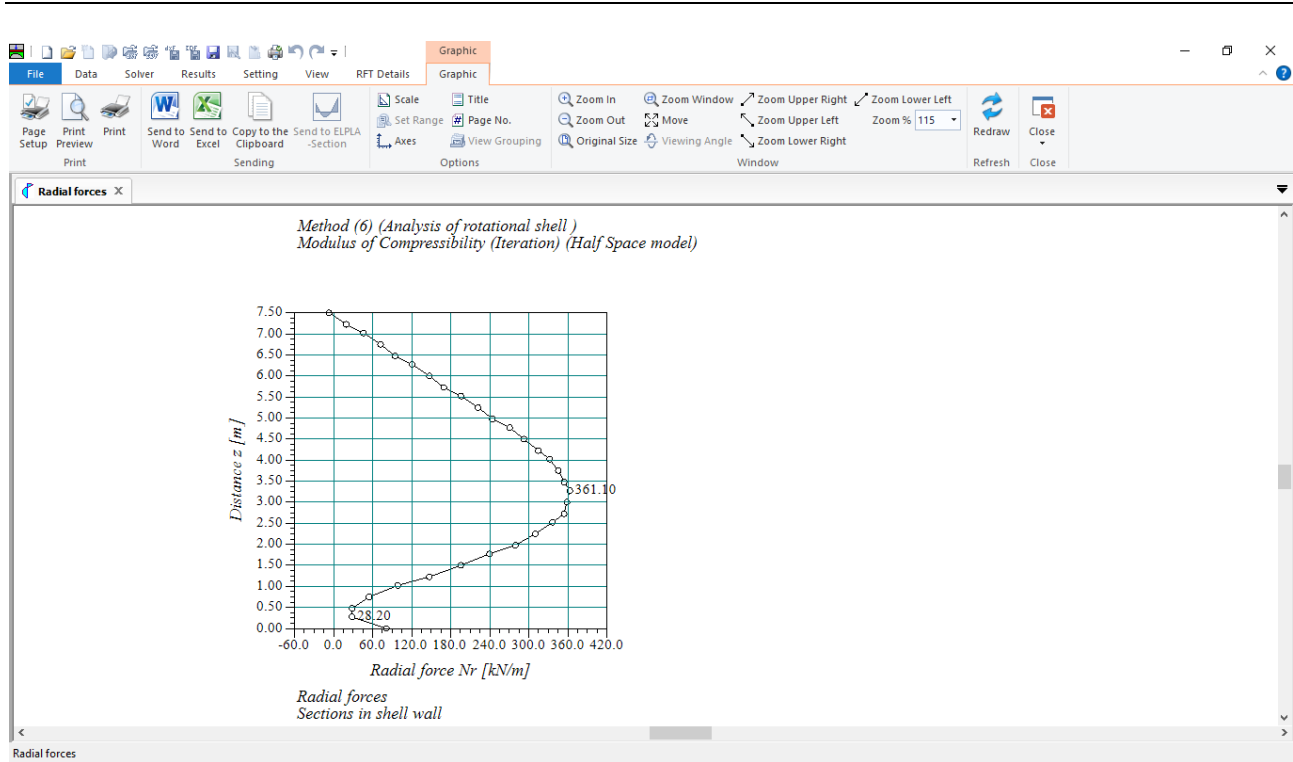 Graphic
File Data Solver Results Setting View RFT Details Graphic
Page Setup Print Preview Print Send to Word Send to Excel Copy to the Clipboard Send to ELPLA -Section Scale Set Range Axes Title # Page No. View Grouping Zoom In Zoom Out Original Size Zoom Window Move Viewing Angle Zoom Upper Right Zoom Upper Left Zoom Lower Right Zoom Lower Left Zoom % 115 Redraw Close
Print Sending Options Window Refresh Close
Radial forces X
Method (6) (Analysis of rotational shell )
Modulus of Compressibility (Iteration) (Half Space model)
7.50
7.00
6.50
6.00
5.50
5.00
4.50
4.00
3.50
3.00
2.50
2.00
1.50
1.00
0.50
0.00
Distance z [m]
361.10
28.20
-60.0 0.0 60.0 120.0 180.0 240.0 300.0 360.0 420.0
Radial force Nr [kN/m]
Radial forces
Sections in shell wall
Radial forces